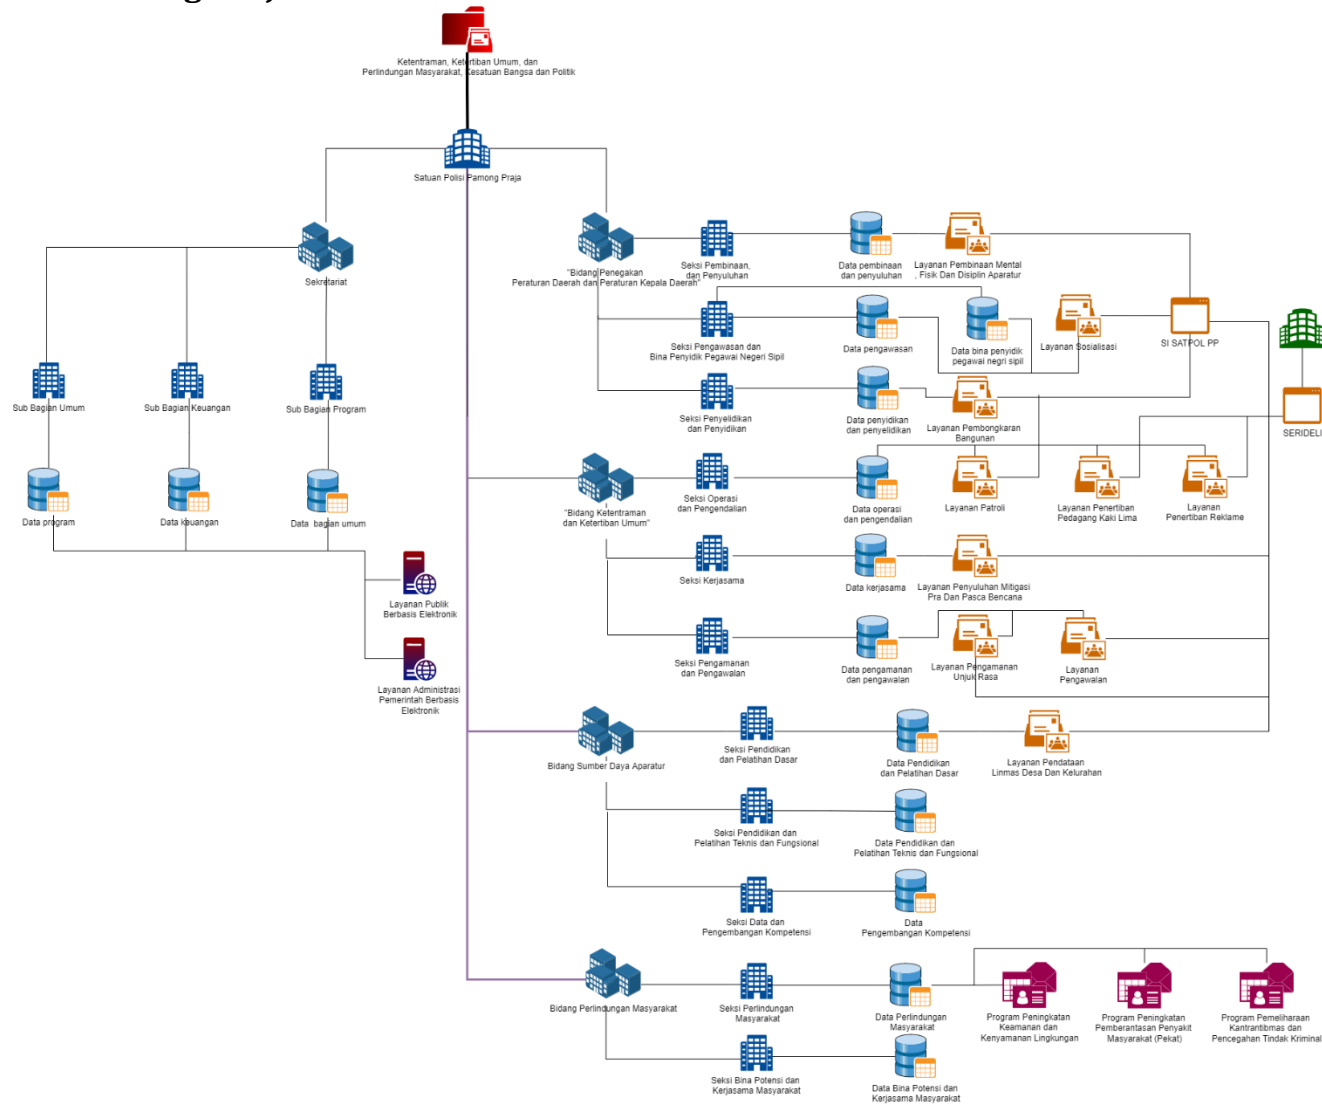 Ketentraman, Ketertiban Umum, dan
Perlindungan Masyarakat, Kesatuan Bangsa dan Politik
Satuan Polisi Pamong Praja
Sekretariat
Sub Bagian Umum
Sub Bagian Keuangan
Sub Bagian Program
Data program
Data keuangan
Data bagian umum
Layanan Publik
Berbasis Elektronik
Layanan Administrasi
Pemerintah Berbasis
Elektronik
"Bidang Penegakan
Peraturan Daerah dan Peraturan Kepala Daerah"
Seksi Pembinaan,
dan Penyuluhan
Data pembinaan
dan penyuluhan
Layanan Pembinaan Mental
, Fisik Dan Disiplin Aparatur
Seksi Pengawasan dan
Bina Penyidik Pegawai Negeri Sipil
Data pengawasan
Data bina penyidik
pegawai negri sipil
Layanan Sosialisasi
SI SATPOL PP
SERIDELI
Seksi Penyelidikan
dan Penyidikan
Data penyidikan
dan penyelidikan
Layanan Pembongkaran
Bangunan
"Bidang Ketentraman
dan Ketertiban Umum"
Seksi Operasi
dan Pengendalian
Data operasi
dan pengendalian
Layanan Patroli
Layanan Penertiban
Pedagang Kaki Lima
Layanan
Penertiban Reklame
Seksi Kerjasama
Data kerjasama
Layanan Penyuluhan Mitigasi
Pra Dan Pasca Bencana
Seksi Pengamanan
dan Pengawalan
Data pengamanan
dan pengawalan
Layanan Pengamanan
Unjuk Rasa
Layanan
Pengawalan
Bidang Sumber Daya Aparatur
Seksi Pendidikan
dan Pelatihan Dasar
Data Pendidikan
dan Pelatihan Dasar
Layanan Pendataan
Linmas Desa Dan Kelurahan
Seksi Pendidikan dan
Pelatihan Teknis dan Fungsional
Data Pendidikan dan
Pelatihan Teknis dan Fungsional
Seksi Data dan
Pengembangan Kompetensi
Data
Pengembangan Kompetensi
Bidang Perlindungan Masyarakat
Seksi Perlindungan
Masyarakat
Data Perlindungan
Masyarakat
Program Peningkatan
Keamanan dan
Kenyamanan Lingkungan
Program Peningkatan
Pemberantasan Penyakit
Masyarakat (Pekat)
Program Pemeliharaan
Kantrantibmas dan
Pencegahan Tindak Kriminal
Seksi Bina Potensi dan
Kerjasama Masyarakat
Data Bina Potensi dan
Kerjasama Masyarakat